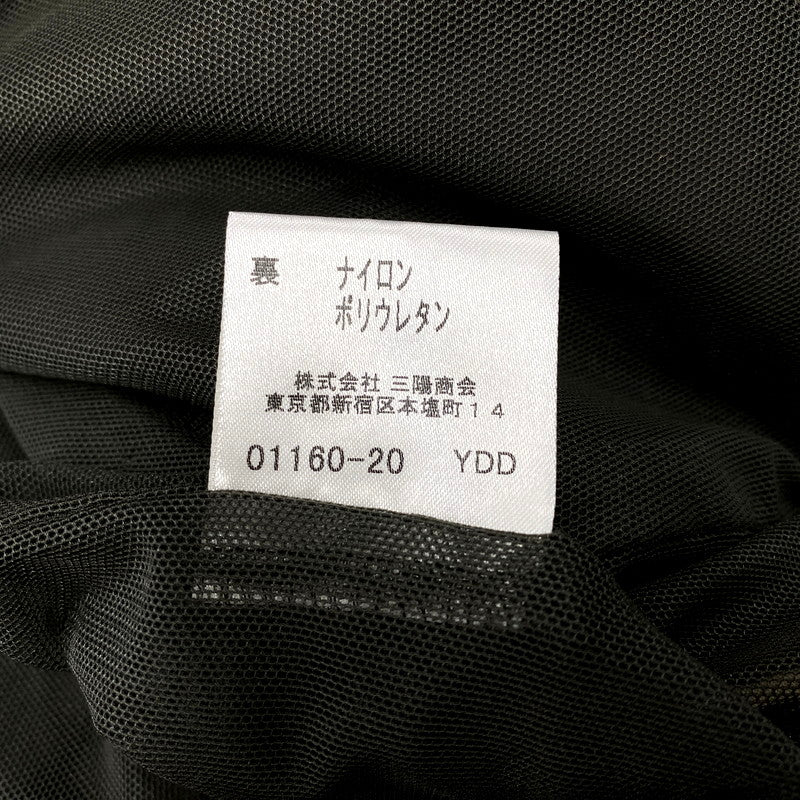 裏　ナイロン
ポリウレタン
株式会社 三陽商会
東京都新宿区本塩町１４
01160-20 YDD